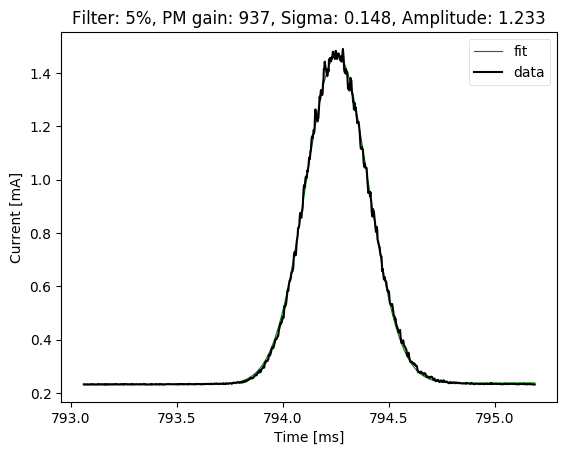 Filter: 5%, PM gain: 937, Sigma: 0.148, Amplitude: 1.233
fit
data
1.4
1.2
1.0
0.8
0.6
0.4
0.2
Current [mA]
793.0 793.5 794.0 794.5 795.0
Time [ms]